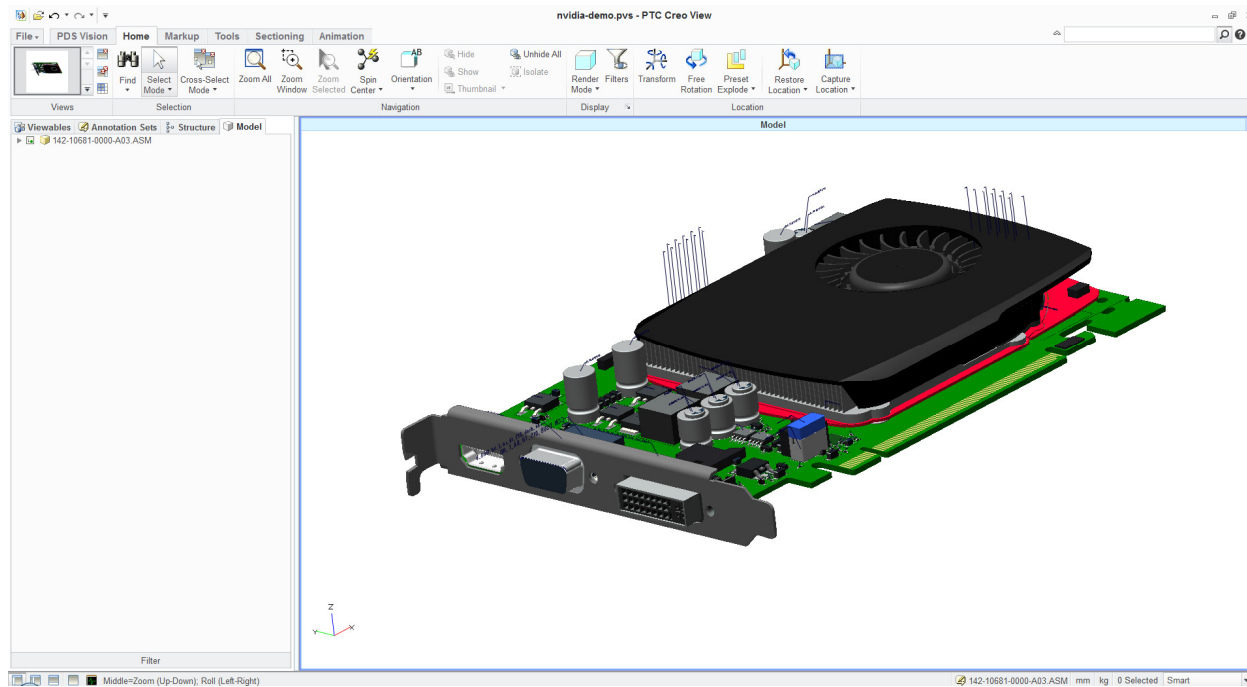 nvidia-demo.pvs - PTC Creo View
File PDS Vision Home Markup Tools Sectioning Animation
Find
Select Mode
Cross-Select Mode
Zoom All
Zoom Window
Zoom Selected
Spin Center
AB
Orientation
Hide
Show
Thumbnail
Unhide All
Isolate
Render Mode
Filters
Transform
Free Rotation
Preset Explode
Restore Location
Capture Location
Views Selection Navigation Display Location
Viewables Annotation Sets Structure Model
142-10681-0000-A03.ASM
Model
Z
Y
X
Filter
Middle=Zoom (Up-Down); Roll (Left-Right)
142-10681-0000-A03.ASM mm kg 0 Selected Smart